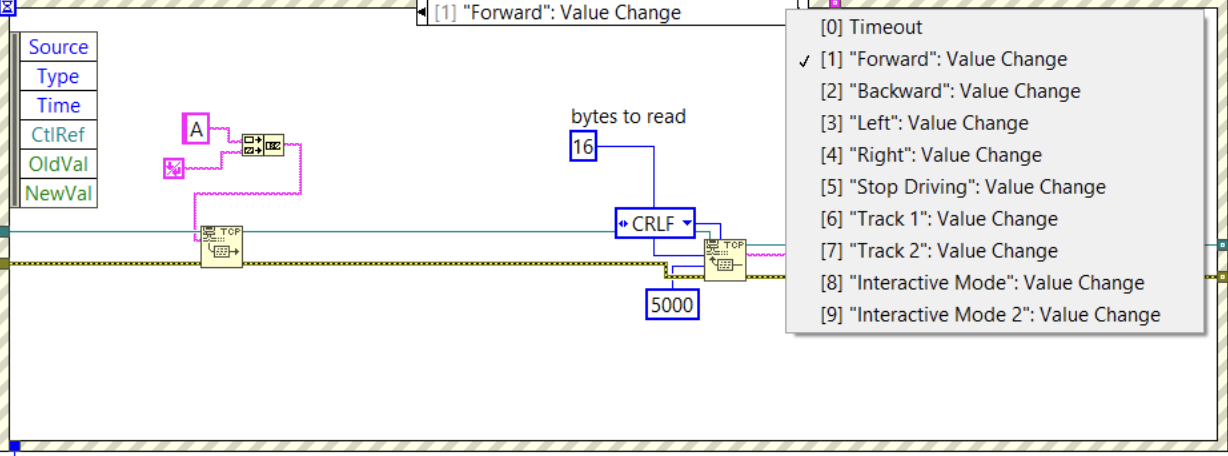 [1] "Forward": Value Change
Source
Type
Time
CtlRef
OldVal
NewVal
A
bytes to read
16
CRLF
TCP
TCP
5000
[0] Timeout
✓ [1] "Forward": Value Change
[2] "Backward": Value Change
[3] "Left": Value Change
[4] "Right": Value Change
[5] "Stop Driving": Value Change
[6] "Track 1": Value Change
[7] "Track 2": Value Change
[8] "Interactive Mode": Value Change
[9] "Interactive Mode 2": Value Change